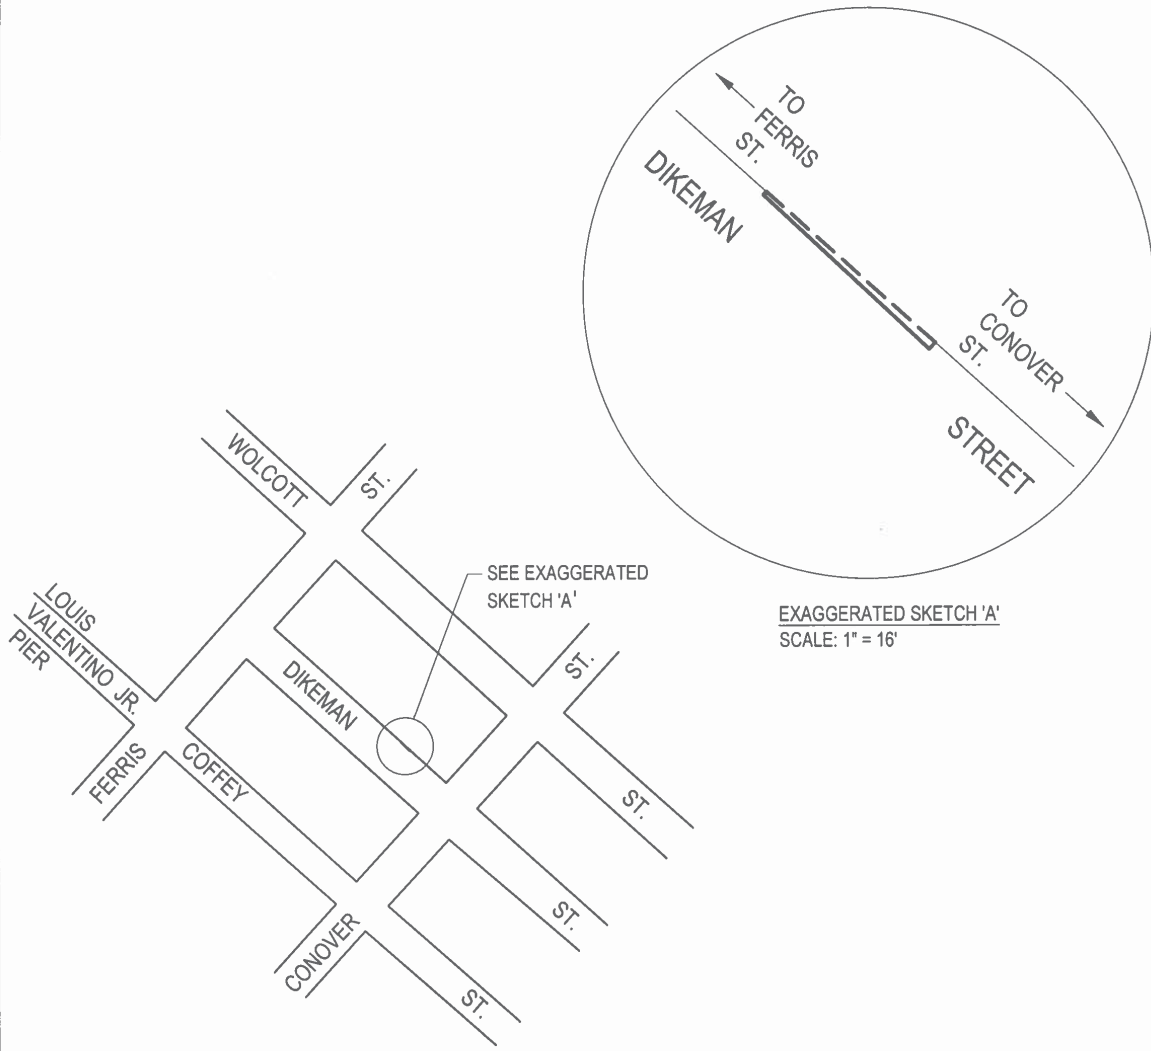 TO
FERRIS
ST.
DIKEMAN
TO
CONOVER
ST.
STREET
EXAGGERATED SKETCH 'A'
SCALE: 1" = 16'
WOLCOTT
ST.
SEE EXAGGERATED
SKETCH 'A'
LOUIS
VALENTINO JR.
PIER
DIKEMAN
ST.
FERRIS
COFFEY
ST.
ST.
CONOVER
ST.